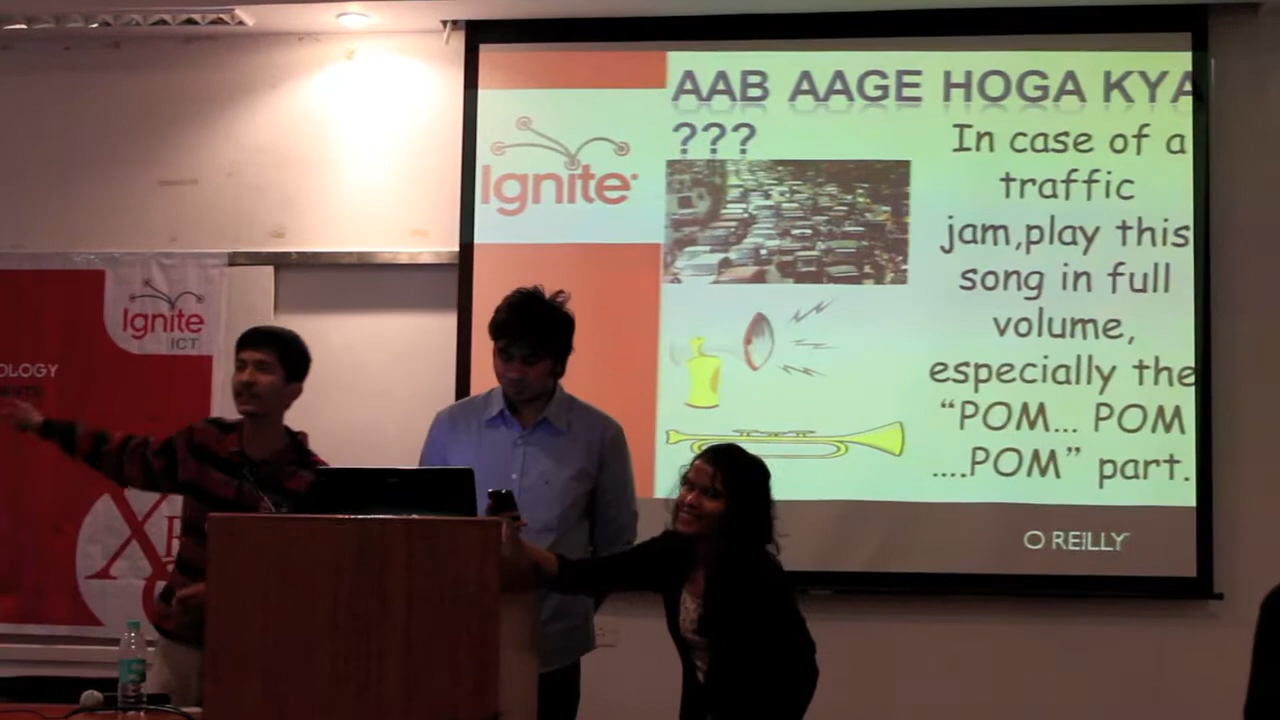 AAB AAGE HOGA KYA
???
Ignite
In case of a
traffic
jam,play this
song in full
volume,
especially the
“POM... POM
....POM” part.
O REILLY
Ignite
ICT
OLOGY
X